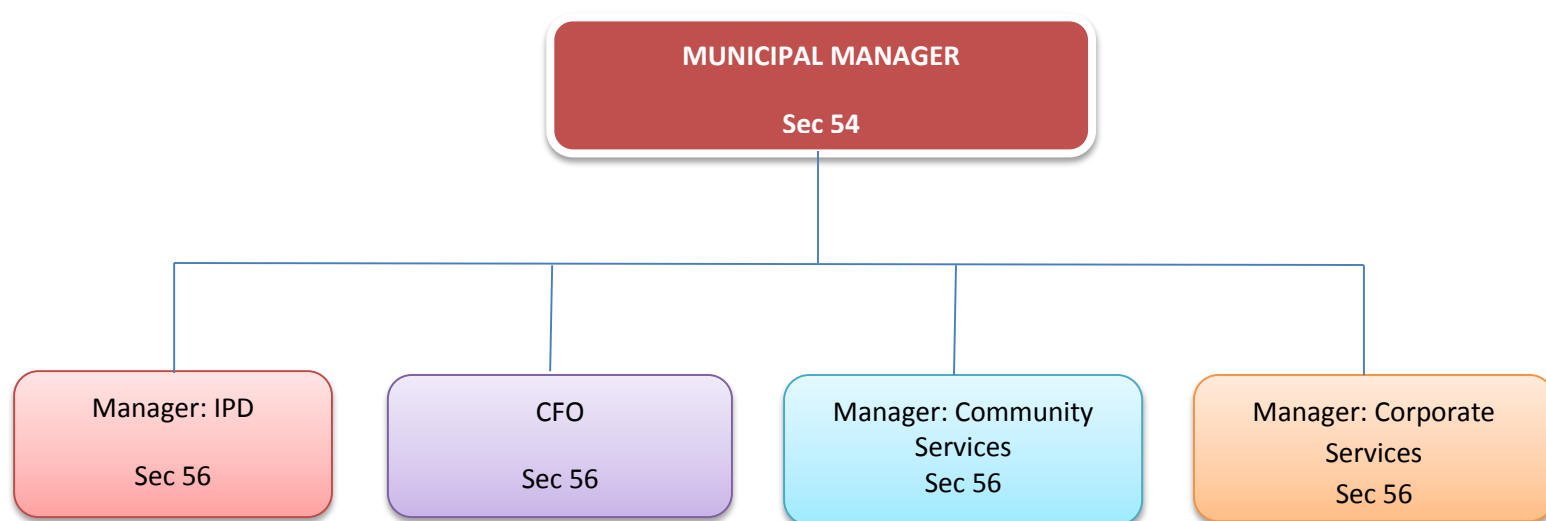 MUNICIPAL MANAGER
Sec 54
Manager: IPD
Sec 56
CFO
Sec 56
Manager: Community
Services
Sec 56
Manager: Corporate
Services
Sec 56